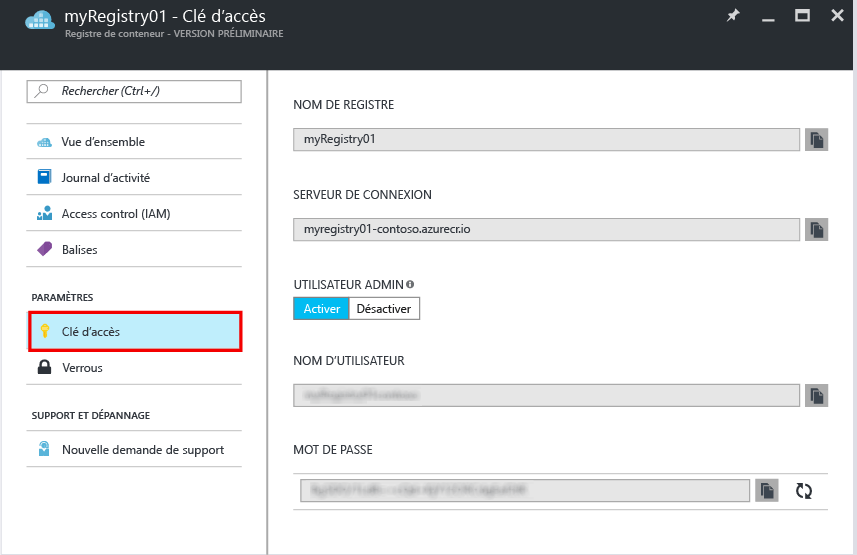 myRegistry01 - Clé d'accès
Registre de conteneur - VERSION PRÉLIMINAIRE
Rechercher (Ctrl+/)
Vue d'ensemble
Journal d'activité
Access control (IAM)
Balises
PARAMÈTRES
Clé d'accès
Verrous
SUPPORT ET DÉPANNAGE
Nouvelle demande de support
NOM DE REGISTRE
myRegistry01
SERVEUR DE CONNEXION
myregistry01-contoso.azurecr.io
UTILISATEUR ADMIN
Activer Désactiver
NOM D'UTILISATEUR
MOT DE PASSE